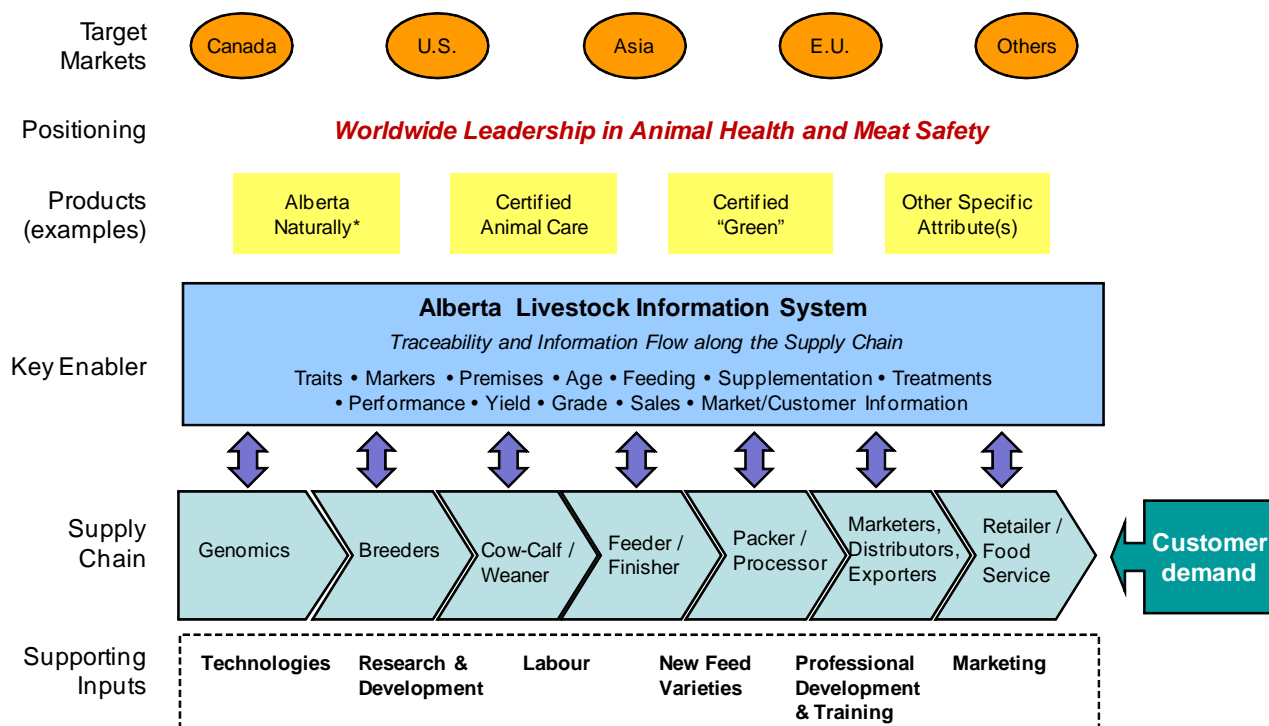 Target
Markets
Canada
U.S.
Asia
E.U.
Others
Positioning
Worldwide Leadership in Animal Health and Meat Safety
Products
(examples)
Alberta
Naturally*
Certified
Animal Care
Certified
“Green”
Other Specific
Attribute(s)
Key Enabler
Alberta Livestock Information System
Traceability and Information Flow along the Supply Chain
Traits • Markers • Premises • Age • Feeding • Supplementation • Treatments
• Performance • Yield • Grade • Sales • Market/Customer Information
Supply
Chain
Genomics
Breeders
Cow-Calf /
Weaner
Feeder /
Finisher
Packer /
Processor
Marketers,
Distributors,
Exporters
Retailer /
Food
Service
Customer
demand
Supporting
Inputs
Technologies
Research &
Development
Labour
New Feed
Varieties
Professional
Development
& Training
Marketing